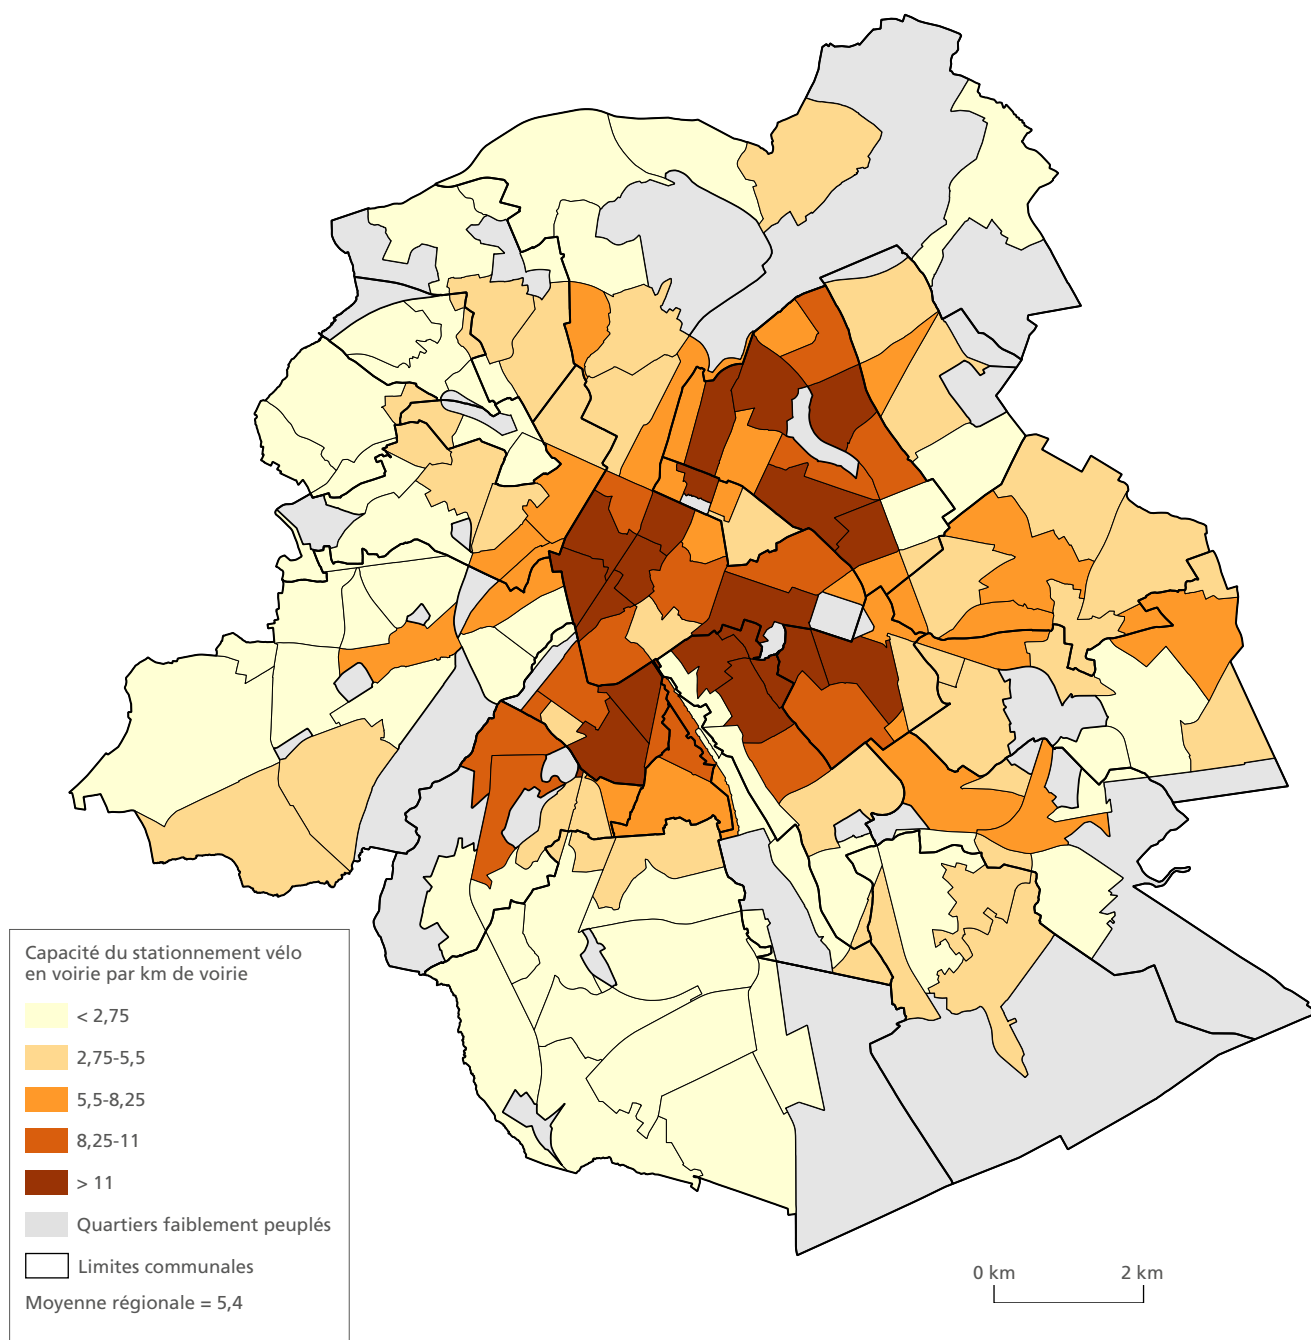 Capacité du stationnement vélo
en voirie par km de voirie
< 2,75
2,75-5,5
5,5-8,25
8,25-11
> 11
Quartiers faiblement peuplés
Limites communales
Moyenne régionale = 5,4
0 km 2 km